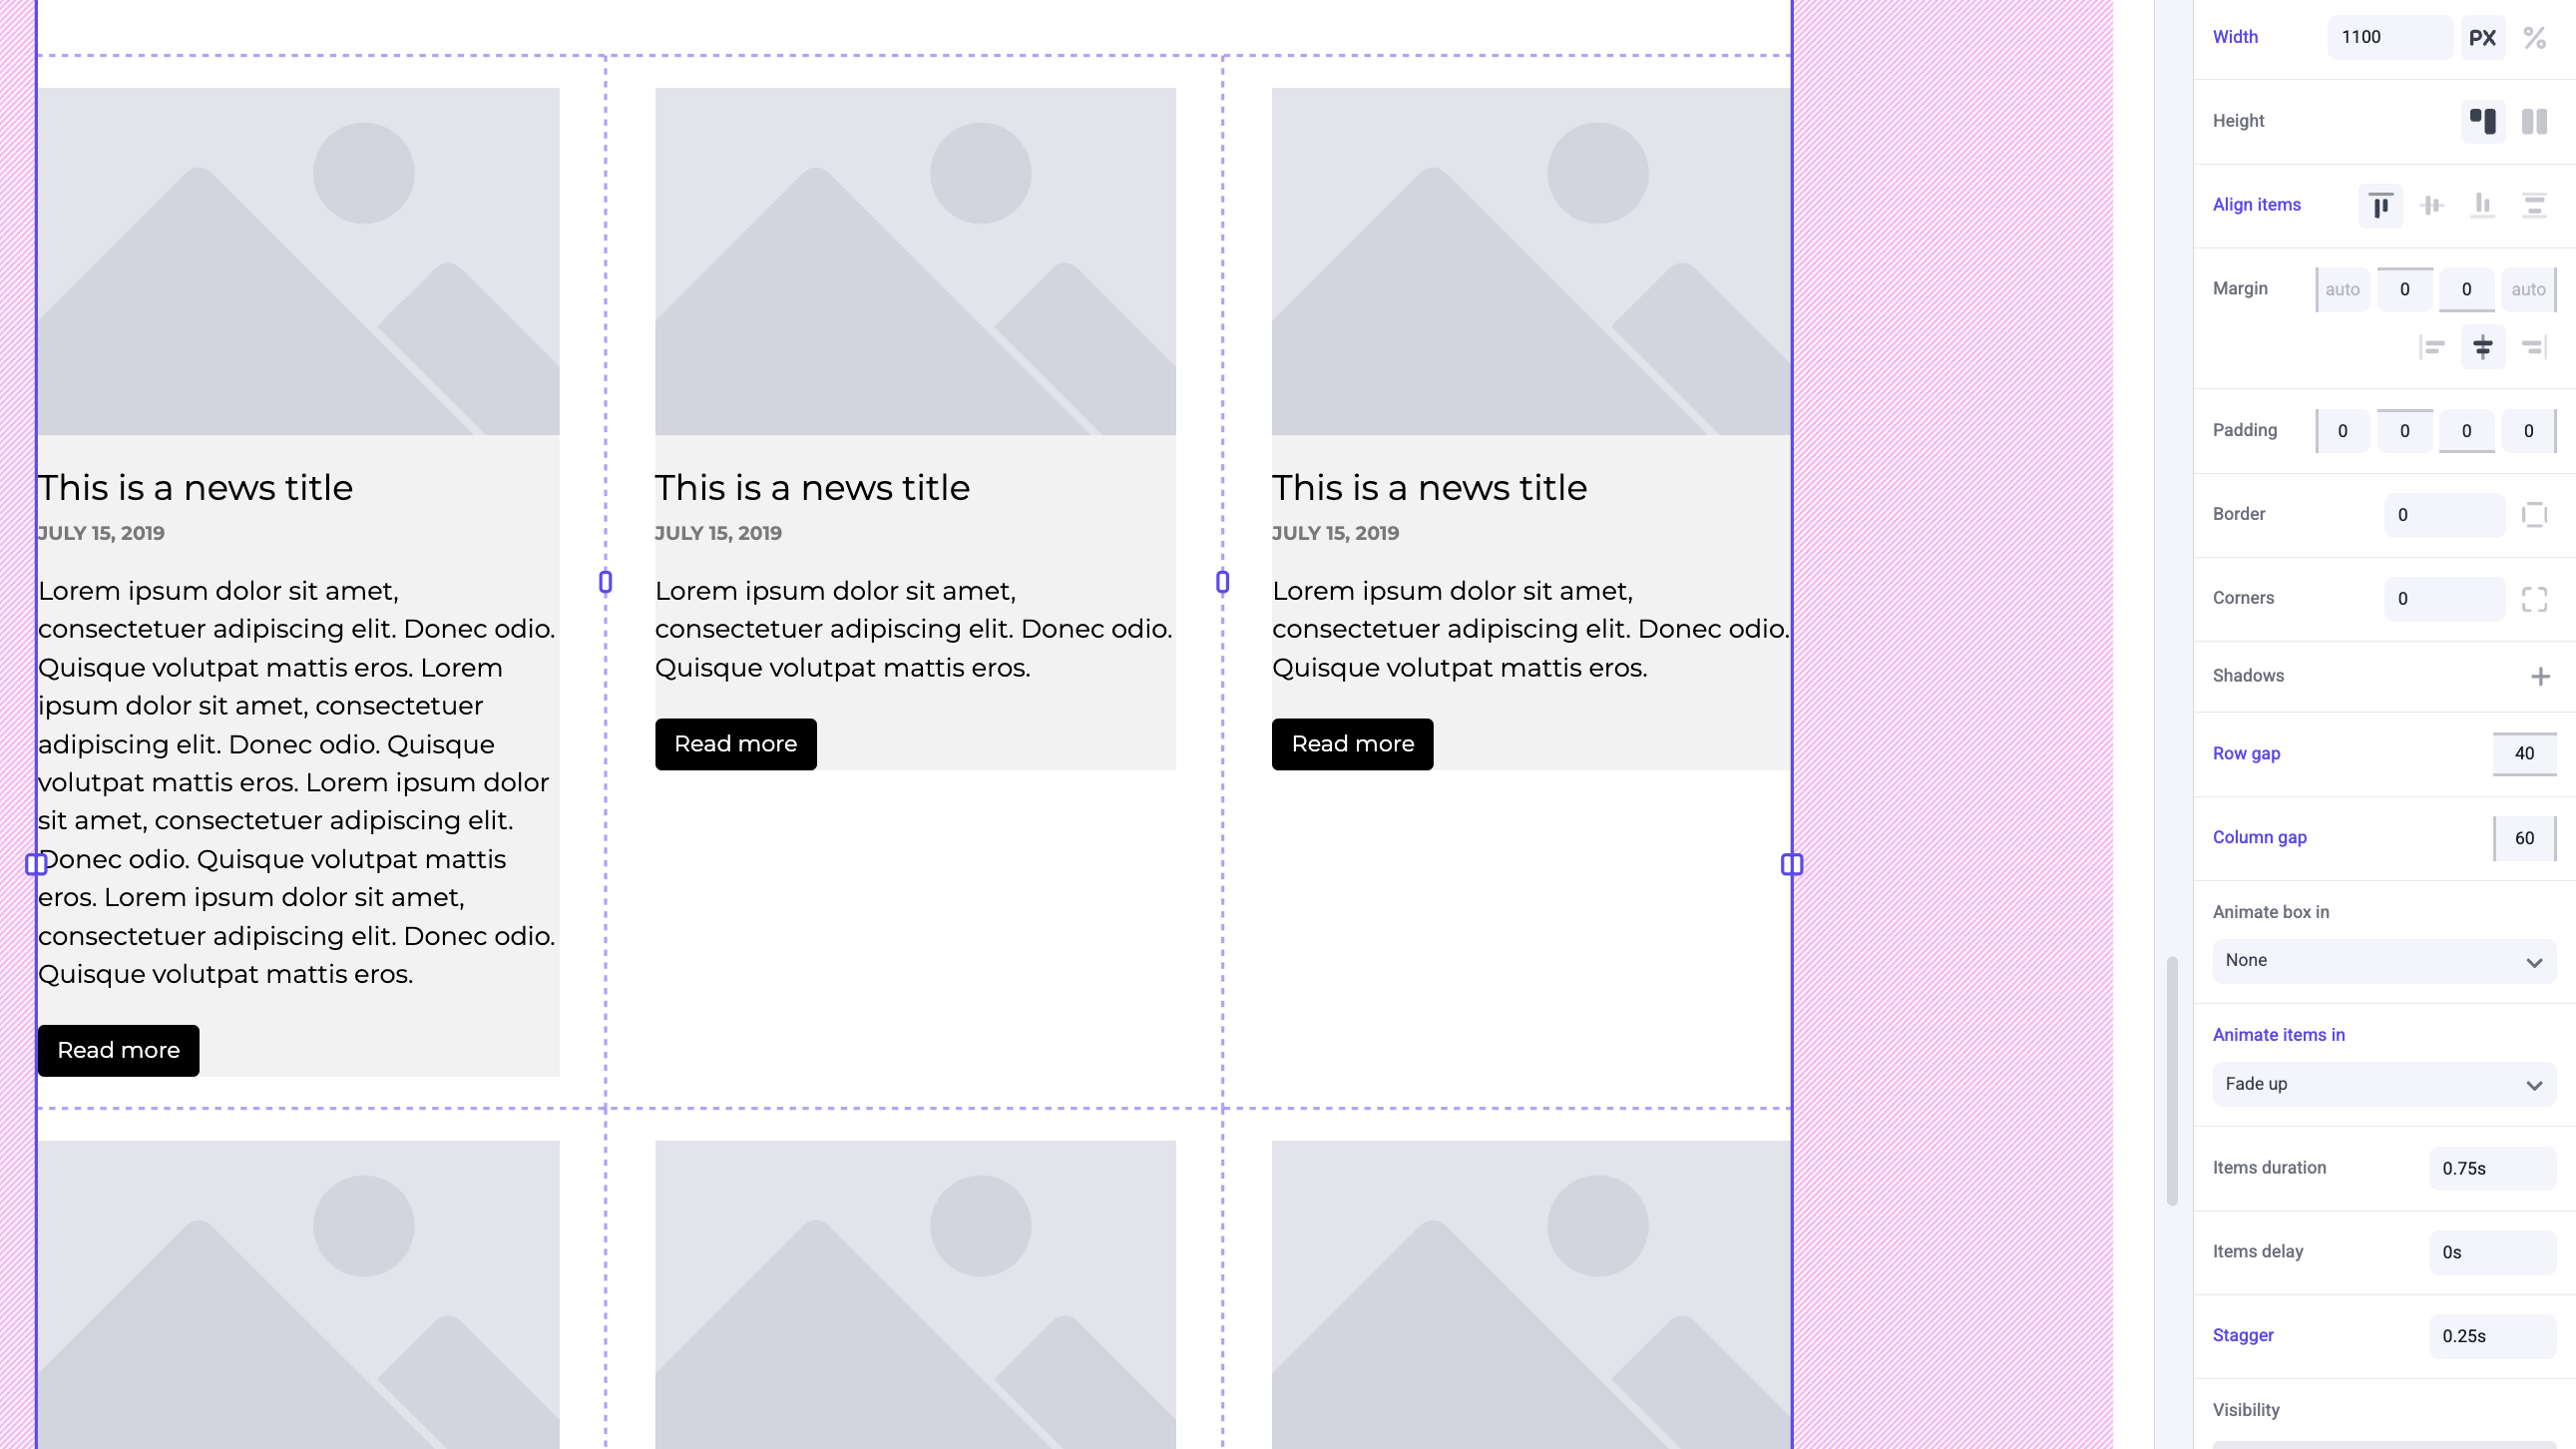 This is a news title
JULY 15, 2019
Lorem ipsum dolor sit amet,
consectetuer adipiscing elit. Donec odio.
Quisque volutpat mattis eros. Lorem
ipsum dolor sit amet, consectetuer
adipiscing elit. Donec odio. Quisque
volutpat mattis eros. Lorem ipsum dolor
sit amet, consectetuer adipiscing elit.
Donec odio. Quisque volutpat mattis
eros. Lorem ipsum dolor sit amet,
consectetuer adipiscing elit. Donec odio.
Quisque volutpat mattis eros.
Read more
This is a news title
JULY 15, 2019
Lorem ipsum dolor sit amet,
consectetuer adipiscing elit. Donec odio.
Quisque volutpat mattis eros.
Read more
This is a news title
JULY 15, 2019
Lorem ipsum dolor sit amet,
consectetuer adipiscing elit. Donec odio.
Quisque volutpat mattis eros.
Read more
Width 1100 PX %
Height
Align items
Margin auto 0 0 auto
Padding 0 0 0 0
Border 0
Corners 0
Shadows +
Row gap 40
Column gap 60
Animate box in
None
Animate items in
Fade up
Items duration 0.75s
Items delay 0s
Stagger 0.25s
Visibility